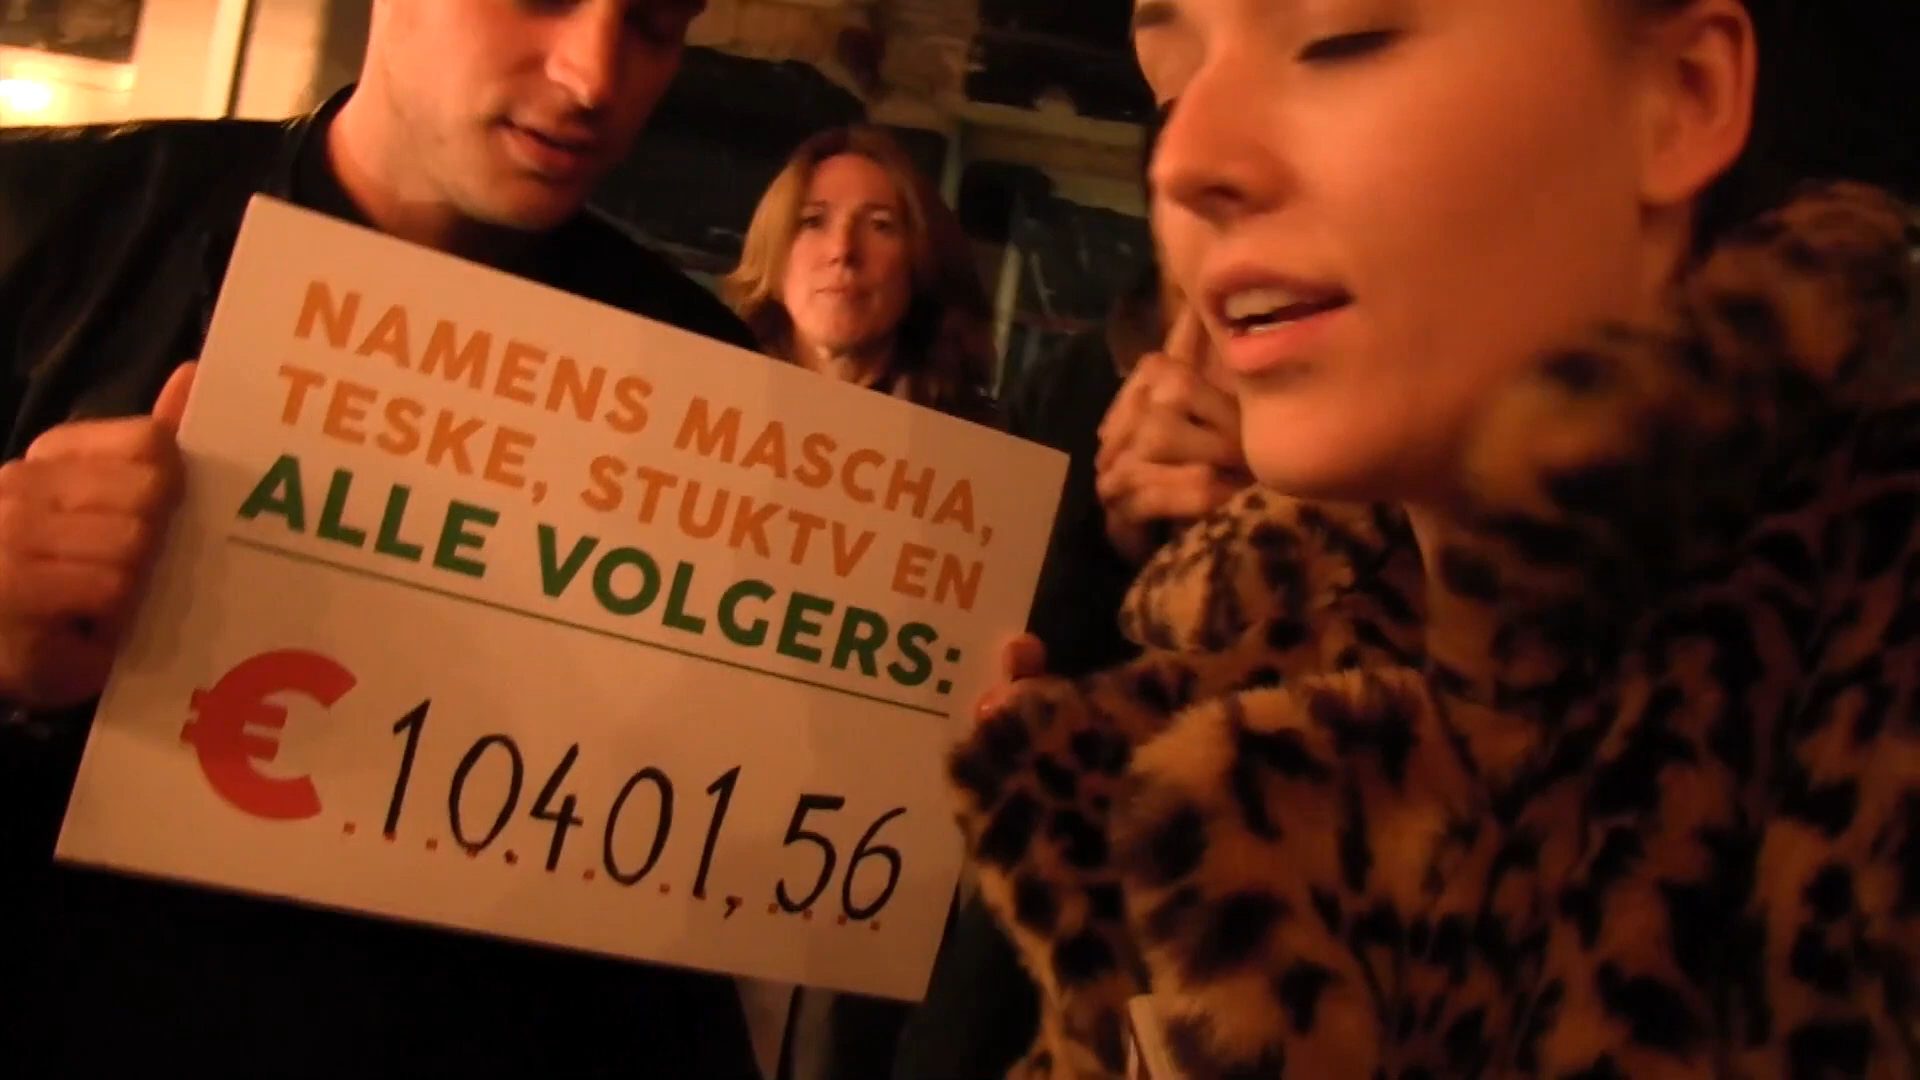 NAMENS MASCHA,
TESKE, STUKTV EN
ALLE VOLGERS:
€ 10401,56